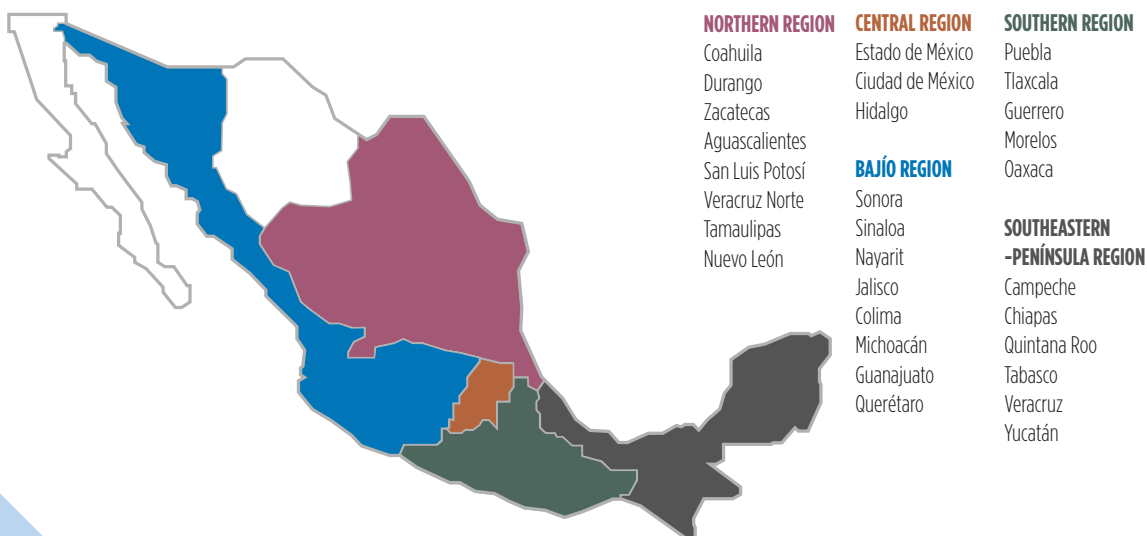 NORTHERN REGION
Coahuila
Durango
Zacatecas
Aguascalientes
San Luis Potosí
Veracruz Norte
Tamaulipas
Nuevo León
CENTRAL REGION
Estado de México
Ciudad de México
Hidalgo
BAJÍO REGION
Sonora
Sinaloa
Nayarit
Jalisco
Colima
Michoacán
Guanajuato
Querétaro
SOUTHERN REGION
Puebla
Tlaxcala
Guerrero
Morelos
Oaxaca
SOUTHEASTERN
-PENÍNSULA REGION
Campeche
Chiapas
Quintana Roo
Tabasco
Veracruz
Yucatán